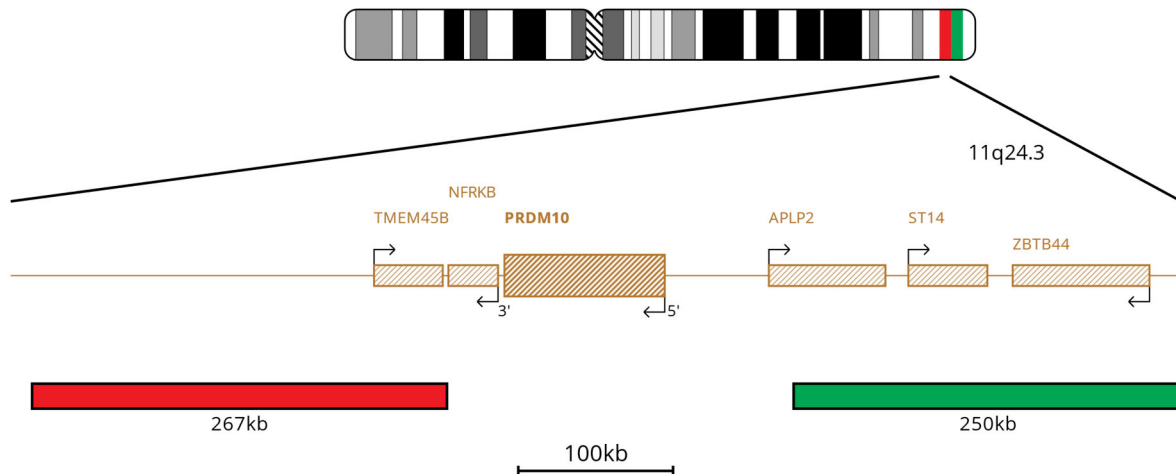 11q24.3
NFRKB
TMEM45B
PRDM10
APLP2
ST14
ZBTB44
3'
5'
267kb
250kb
100kb